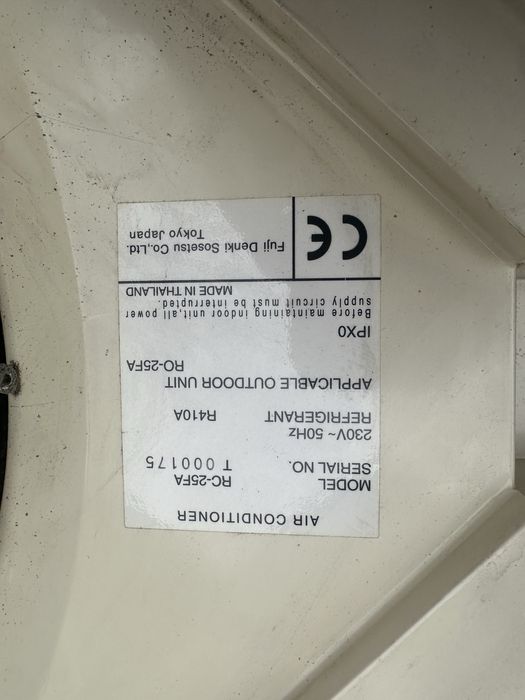 AIR CONDITIONER
MODEL RC-25FA
SERIAL NO. T 000175
230V~ 50Hz
REFRIGERANT R410A
APPLICABLE OUTDOOR UNIT
RO-25FA
IPX0
Before maintaining indoor unit,all power
supply circuit must be interrupted.
MADE IN THAILAND
CE
Fuji Denki Sosetsu Co.,Ltd.
Tokyo Japan